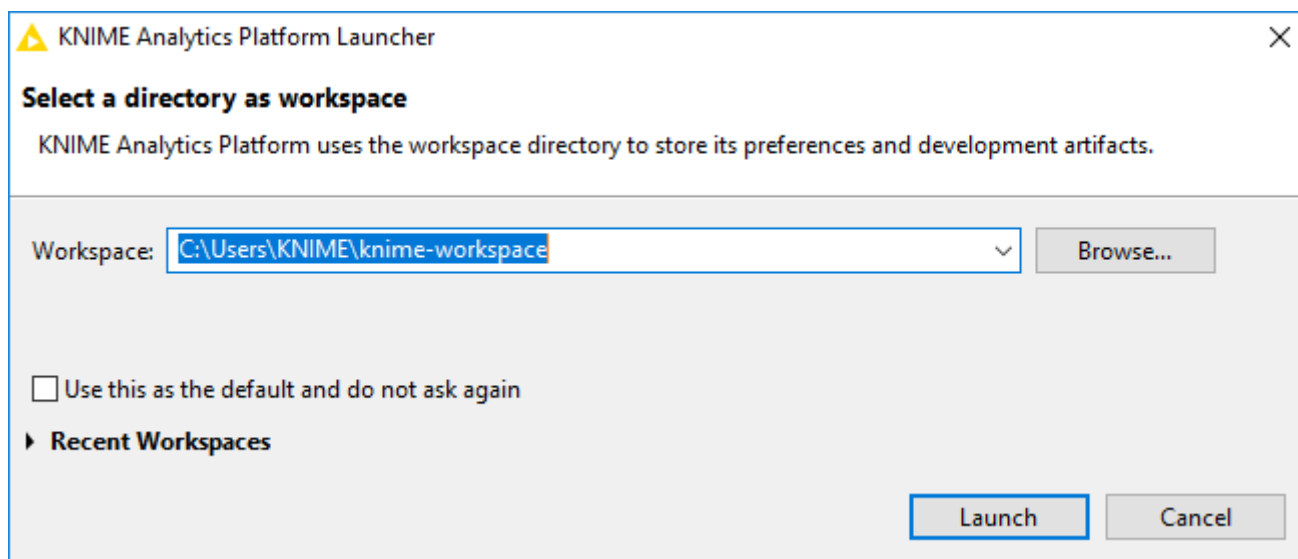 KNIME Analytics Platform Launcher
Select a directory as workspace
KNIME Analytics Platform uses the workspace directory to store its preferences and development artifacts.
Workspace: C:\Users\KNIME\knime-workspace Browse...
Use this as the default and do not ask again
Recent Workspaces
Launch Cancel